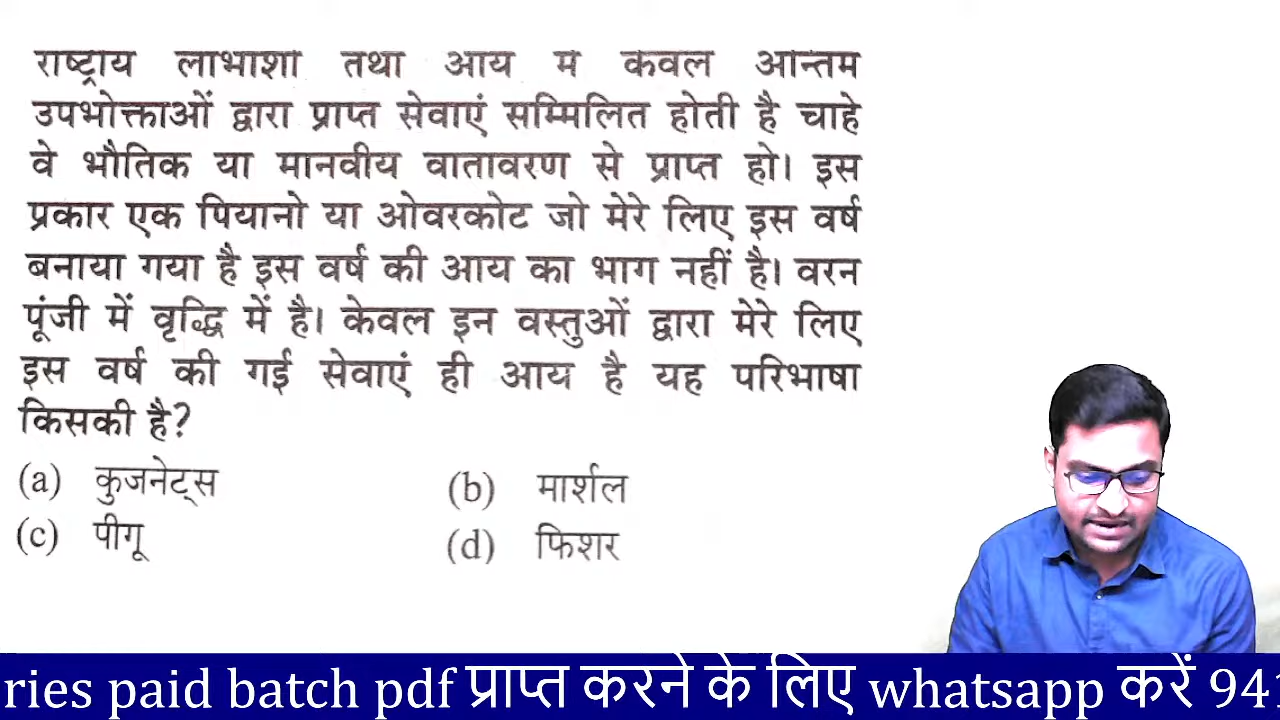 राष्ट्रीय लाभांश तथा आय में केवल अन्तिम
उपभोक्ताओं द्वारा प्राप्त सेवाएं सम्मिलित होती है चाहे
वे भौतिक या मानवीय वातावरण से प्राप्त हो। इस
प्रकार एक पियानो या ओवरकोट जो मेरे लिए इस वर्ष
बनाया गया है इस वर्ष की आय का भाग नहीं है। वरन
पूंजी में वृद्धि में है। केवल इन वस्तुओं द्वारा मेरे लिए
इस वर्ष की गई सेवाएं ही आय है यह परिभाषा
किसकी है?
(a) कुजनेट्स (b) मार्शल
(c) पीगू (d) फिशर
ries paid batch pdf प्राप्त करने के लिए whatsapp करें 941